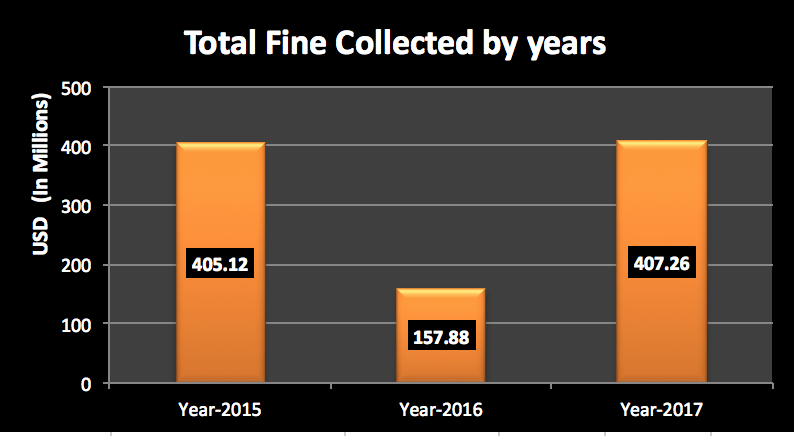 Total Fine Collected by years
USD (In Millions)
500
400
300
200
100
0
405.12
157.88
407.26
Year-2015
Year-2016
Year-2017